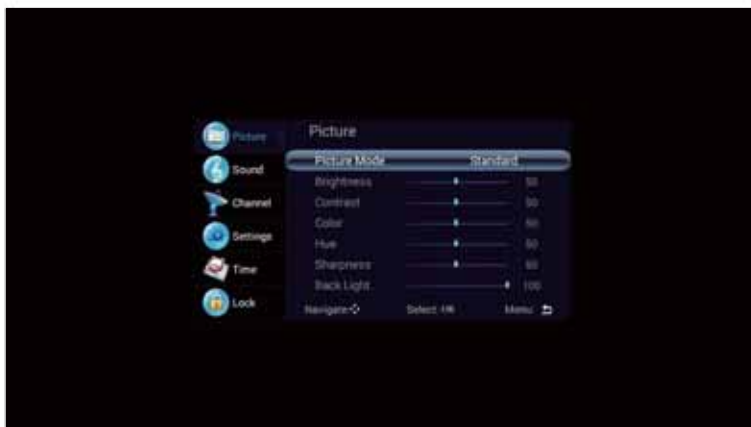 Picture
Sound
Channel
Settings
Time
Lock
Picture
Picture Mode Standard
Brightness 50
Contrast 50
Color 50
Hue 50
Sharpness 50
Back Light 100
Navigate
Select: OK
Menu: